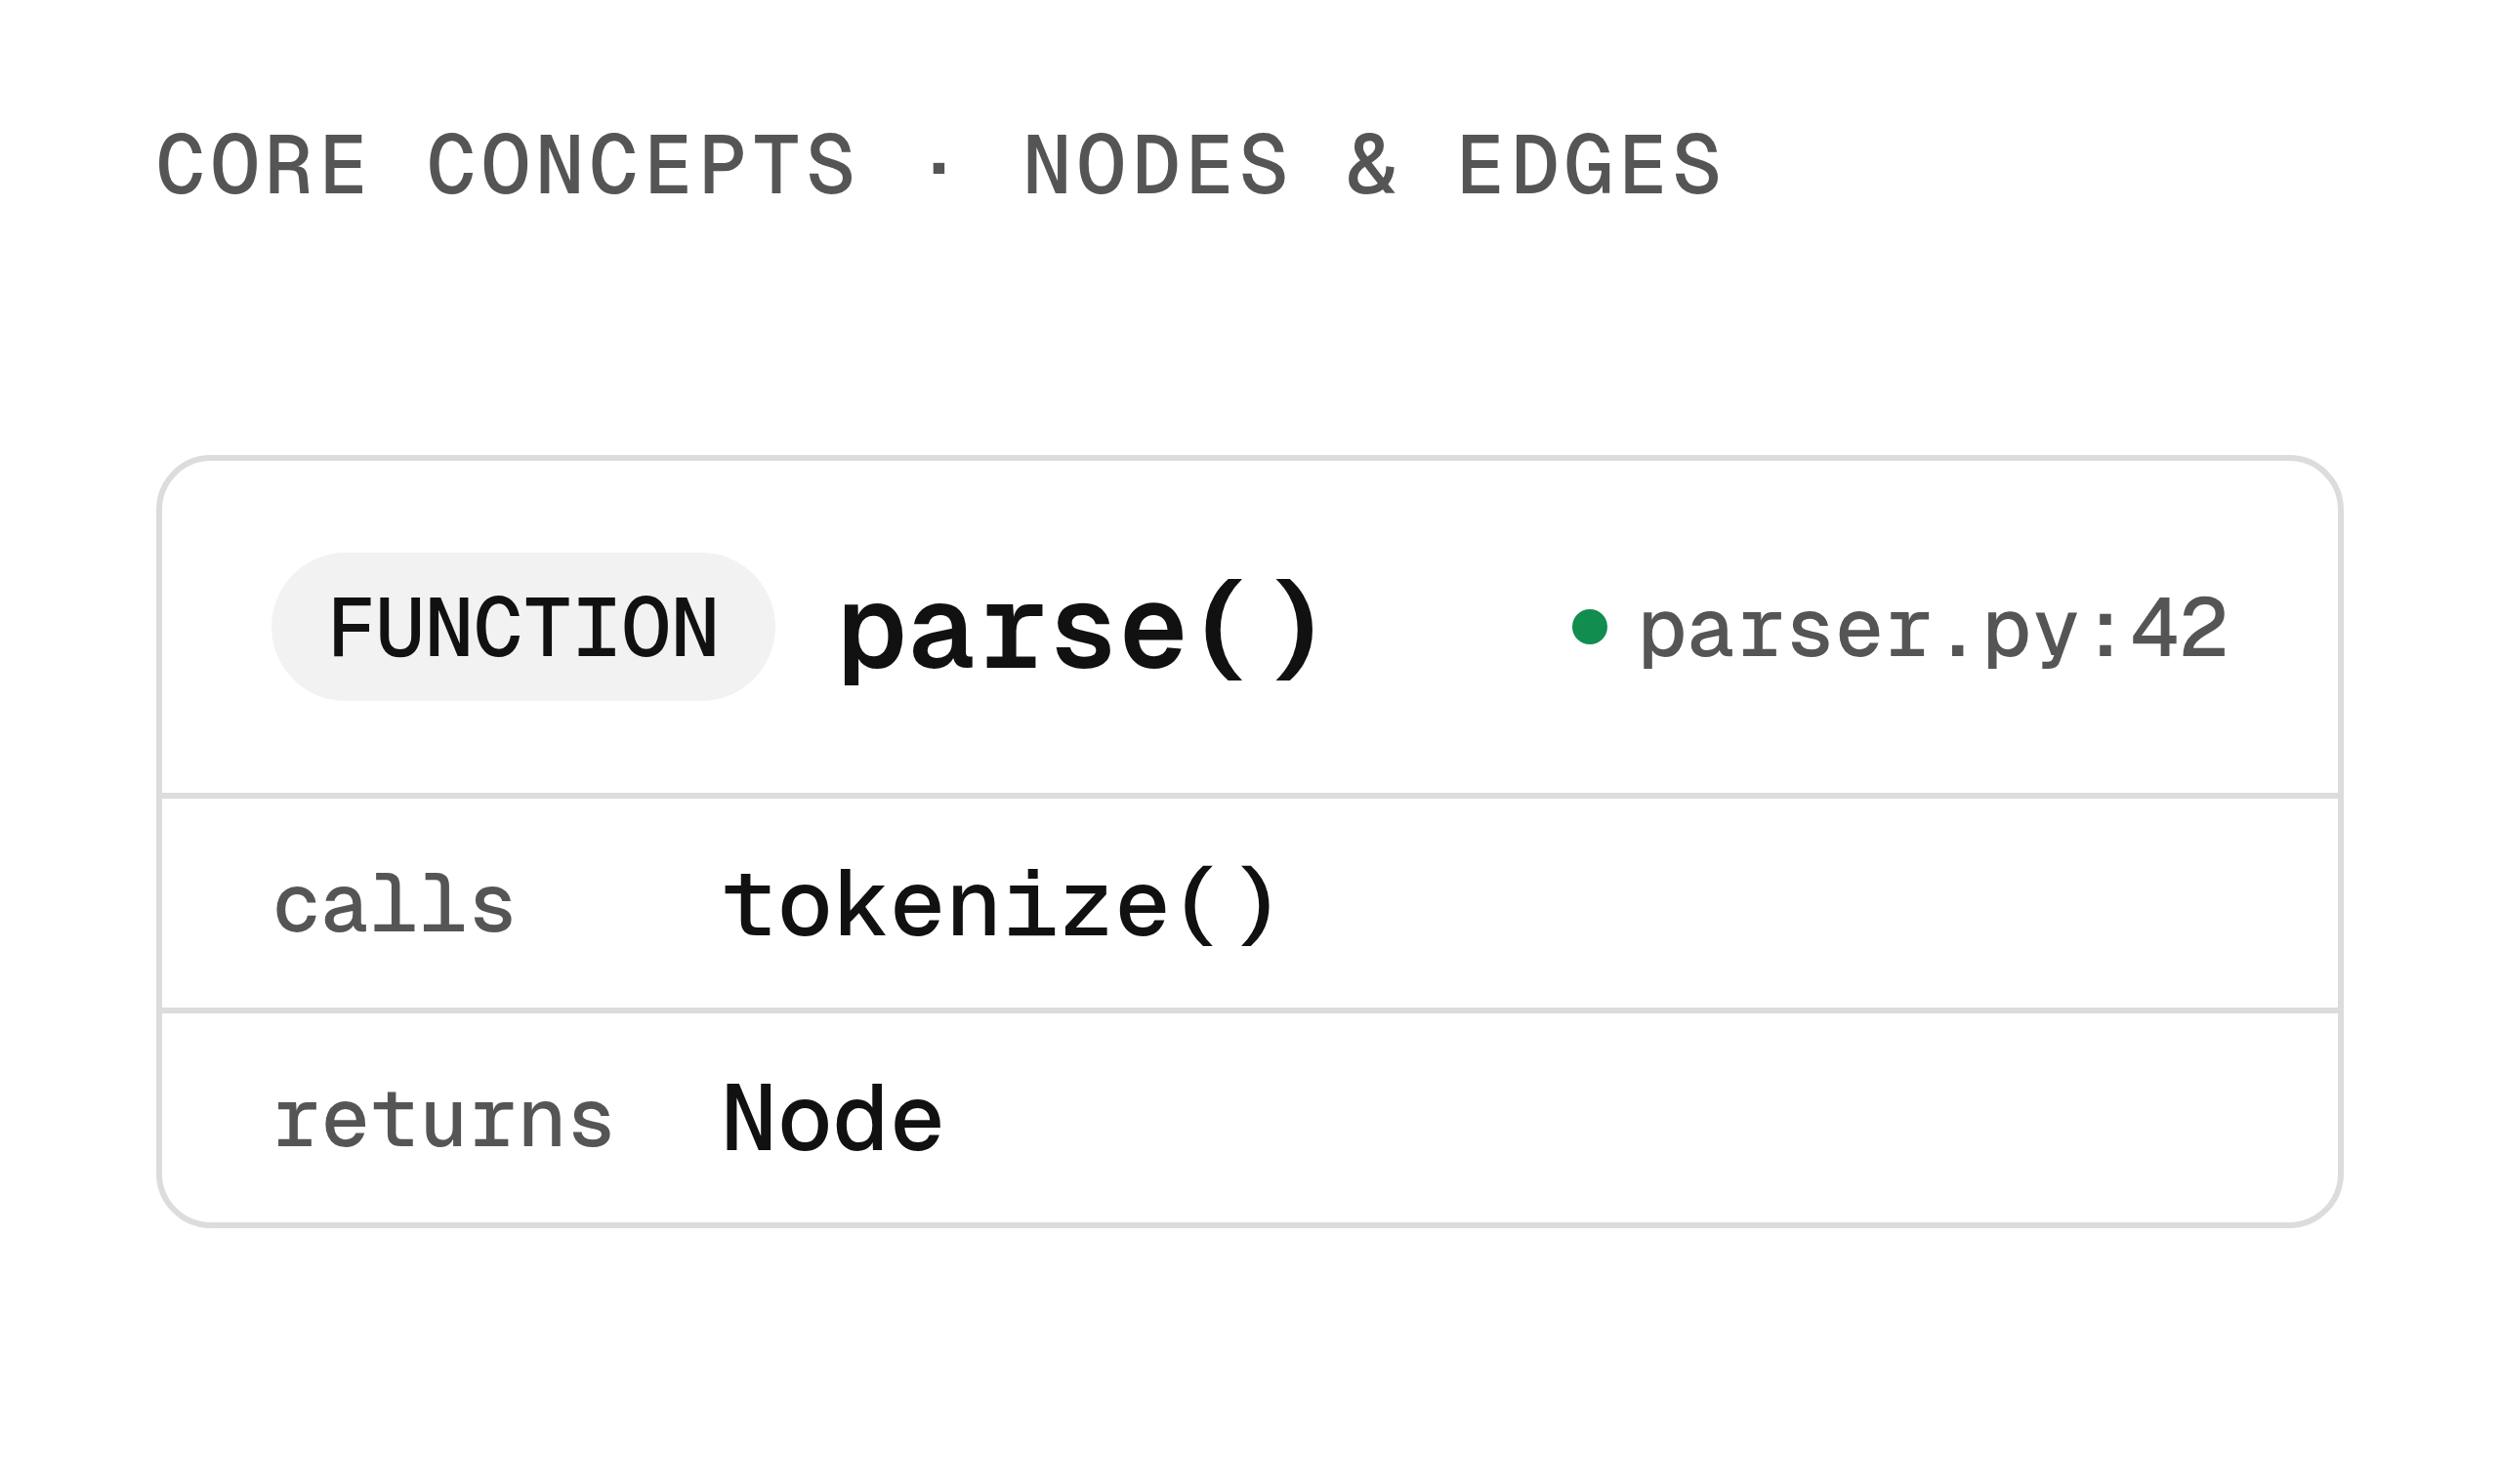 CORE CONCEPTS · NODES & EDGES
FUNCTION parse() parser.py:42
calls tokenize()
returns Node